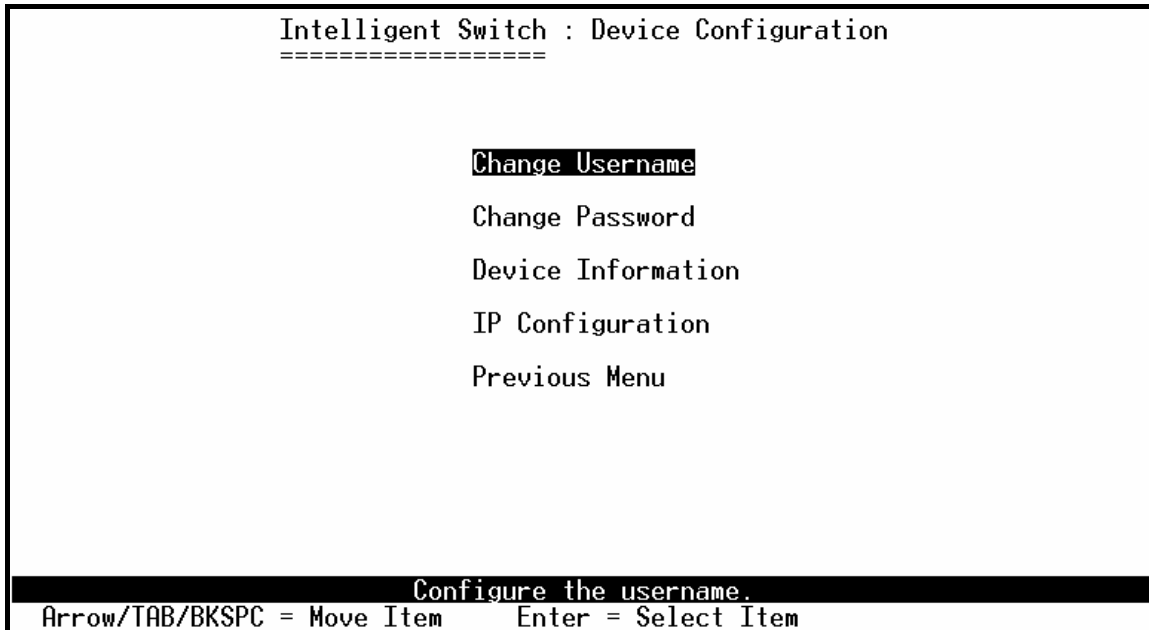 Intelligent Switch : Device Configuration
==================
Change Username
Change Password
Device Information
IP Configuration
Previous Menu
Configure the username.
Arrow/TAB/BKSPC = Move Item     Enter = Select Item